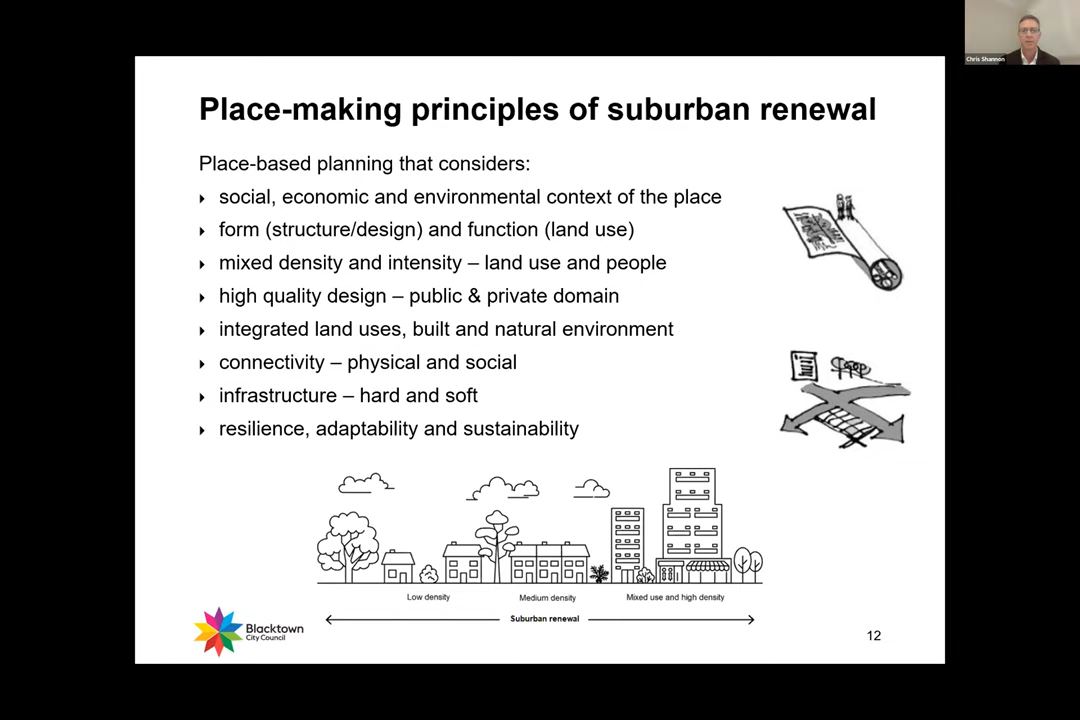 Chris Shannon
Place-making principles of suburban renewal
Place-based planning that considers:
social, economic and environmental context of the place
form (structure/design) and function (land use)
mixed density and intensity – land use and people
high quality design – public & private domain
integrated land uses, built and natural environment
connectivity – physical and social
infrastructure – hard and soft
resilience, adaptability and sustainability
Low density
Medium density
Mixed use and high density
Suburban renewal
Blacktown
City Council
12